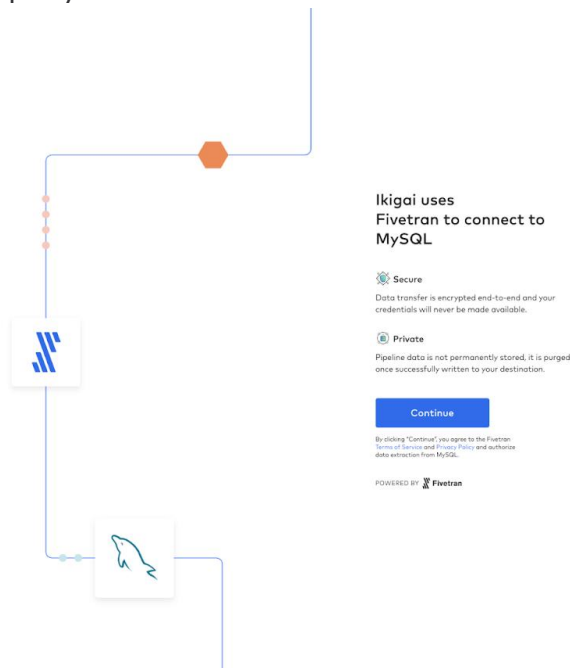 Ikigai uses
Fivetran to connect to
MySQL
Secure
Data transfer is encrypted end-to-end and your
credentials will never be made available.
Private
Pipeline data is not permanently stored, it is purged
once successfully written to your destination.
Continue
By clicking "Continue", you agree to the Fivetran
Terms of Service and Privacy Policy and authorize
data extraction from MySQL.
POWERED BY Fivetran